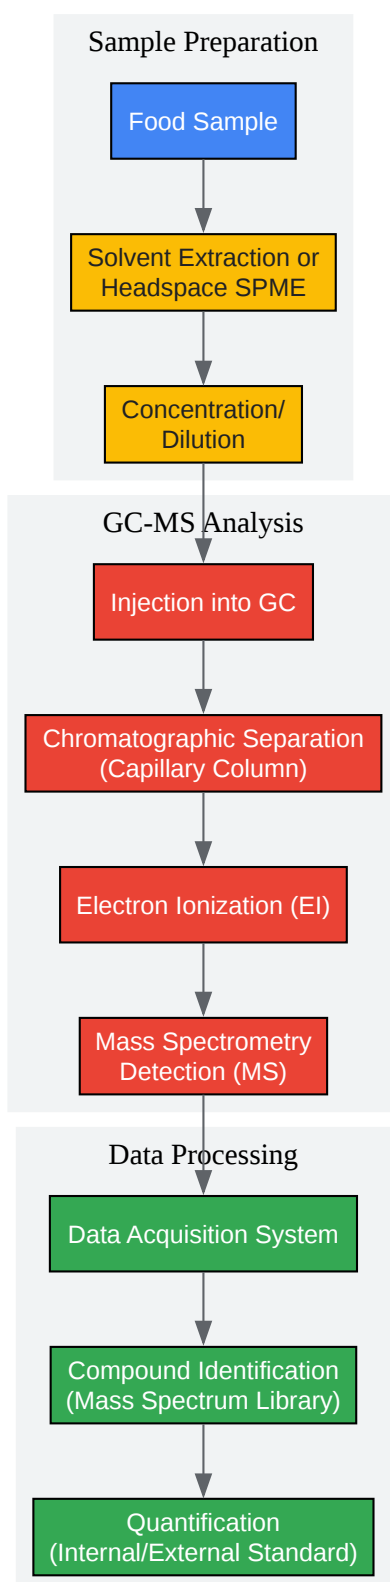 Sample Preparation
Food Sample
Solvent Extraction or
Headspace SPME
Concentration/
Dilution
GC-MS Analysis
Injection into GC
Chromatographic Separation
(Capillary Column)
Electron Ionization (EI)
Mass Spectrometry
Detection (MS)
Data Processing
Data Acquisition System
Compound Identification
(Mass Spectrum Library)
Quantification
(Internal/External Standard)